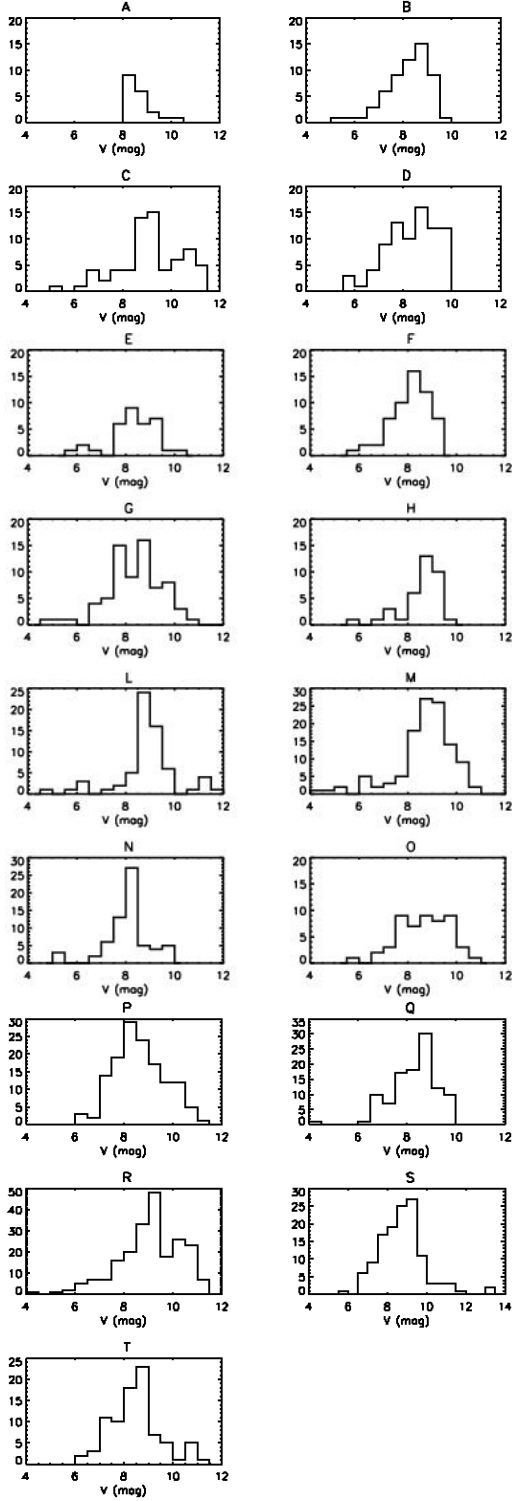 A B
20 20
15 15
10 10
5 5
0 0
4 6 8 10 12 4 6 8 10 12
V (mag) V (mag)
C D
20 20
15 15
10 10
5 5
0 0
4 6 8 10 12 4 6 8 10 12
V (mag) V (mag)
E F
20 20
15 15
10 10
5 5
0 0
4 6 8 10 12 4 6 8 10 12
V (mag) V (mag)
G H
20 20
15 15
10 10
5 5
0 0
4 6 8 10 12 4 6 8 10 12
V (mag) V (mag)
L M
25 30
20 25
15 20
10 15
5 10
0 5
0
4 6 8 10 12 4 6 8 10 12
V (mag) V (mag)
N O
30 20
25 15
20 10
15 5
10 0
5
0
4 6 8 10 12 4 6 8 10 12
V (mag) V (mag)
P Q
30 35
25 30
20 25
15 20
10 15
5 10
0 5
0
4 6 8 10 12 4 6 8 10 12
V (mag) V (mag)
R S
50 30
40 25
30 20
20 15
10 10
0 5
0
4 6 8 10 12 4 6 8 10 12 14
V (mag) V (mag)
T
25
20
15
10
5
0
4 6 8 10 12
V (mag)